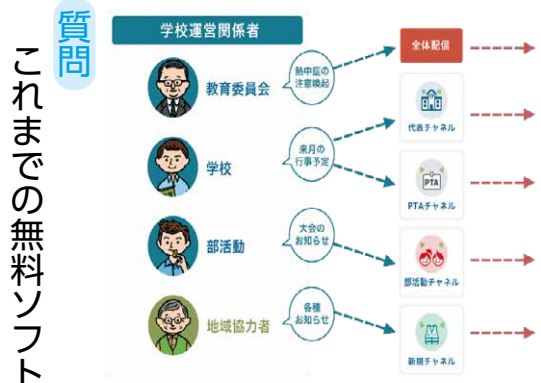 質問
これまでの無料ソフト
学校運営関係者
教育委員会
熱中症の
注意喚起
全体配信
学校
来月の
行事予定
代表チャネル
PTA
PTAチャネル
部活動
大会の
お知らせ
部活動チャネル
地域協力者
各種
お知らせ
新規チャネル